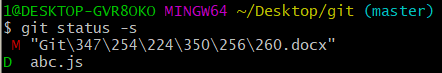 1@DESKTOP-GVR8OKO MINGW64 ~/Desktop/git (master)
$ git status -s
 M "Git\347\254\224\350\256\260.docx"
D  abc.js